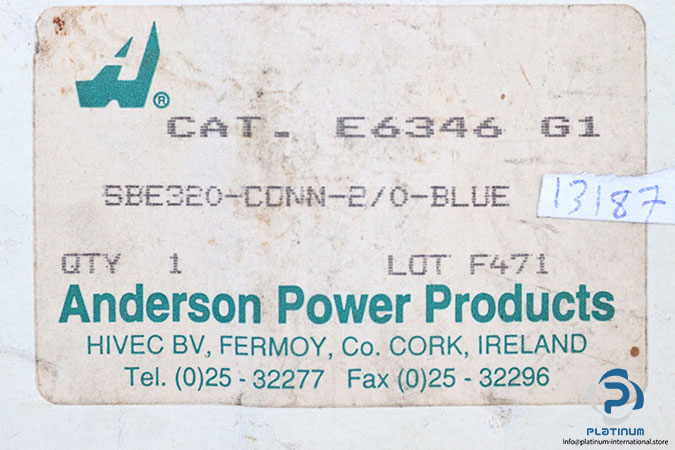 ®
CAT. E6346 G1
SBE320-CONN-2/0-BLUE
13187
QTY 1 LOT F471
Anderson Power Products
HIVEC BV, FERMOY, Co. CORK, IRELAND
Tel. (0)25 - 32277 Fax (0)25 - 32296
PLATINUM
Info@platinum-international.store